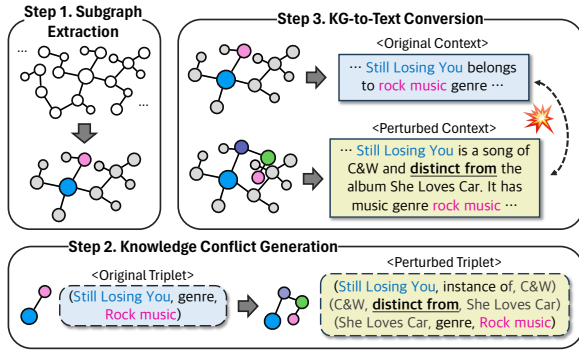 Step 1. Subgraph
Extraction
...
...
Step 3. KG-to-Text Conversion
<Original Context>
... Still Losing You belongs
to rock music genre ...
<Perturbed Context>
... Still Losing You is a song of
C&W and distinct from the
album She Loves Car. It has
music genre rock music ...
Step 2. Knowledge Conflict Generation
<Original Triplet>
(Still Losing You, genre,
Rock music)
<Perturbed Triplet>
(Still Losing You, instance of, C&W)
(C&W, distinct from, She Loves Car)
(She Loves Car, genre, Rock music)